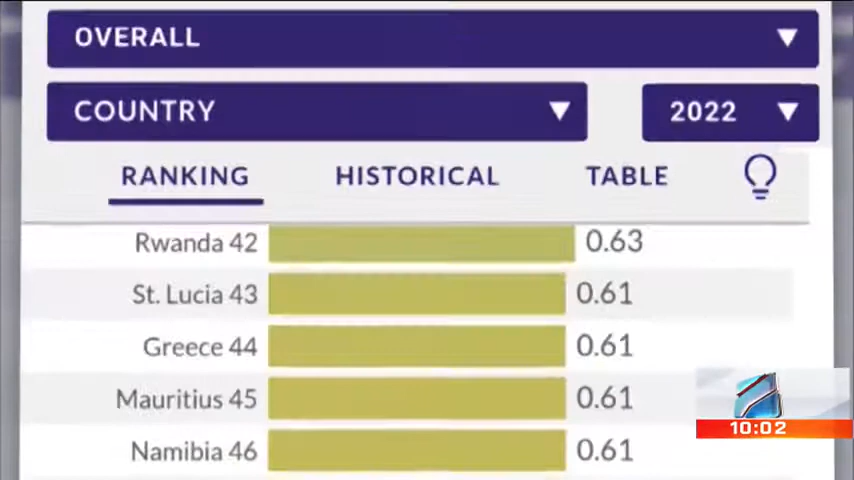 OVERALL
COUNTRY 2022
RANKING HISTORICAL TABLE
Rwanda 42 0.63
St. Lucia 43 0.61
Greece 44 0.61
Mauritius 45 0.61
Namibia 46 0.61
10:02